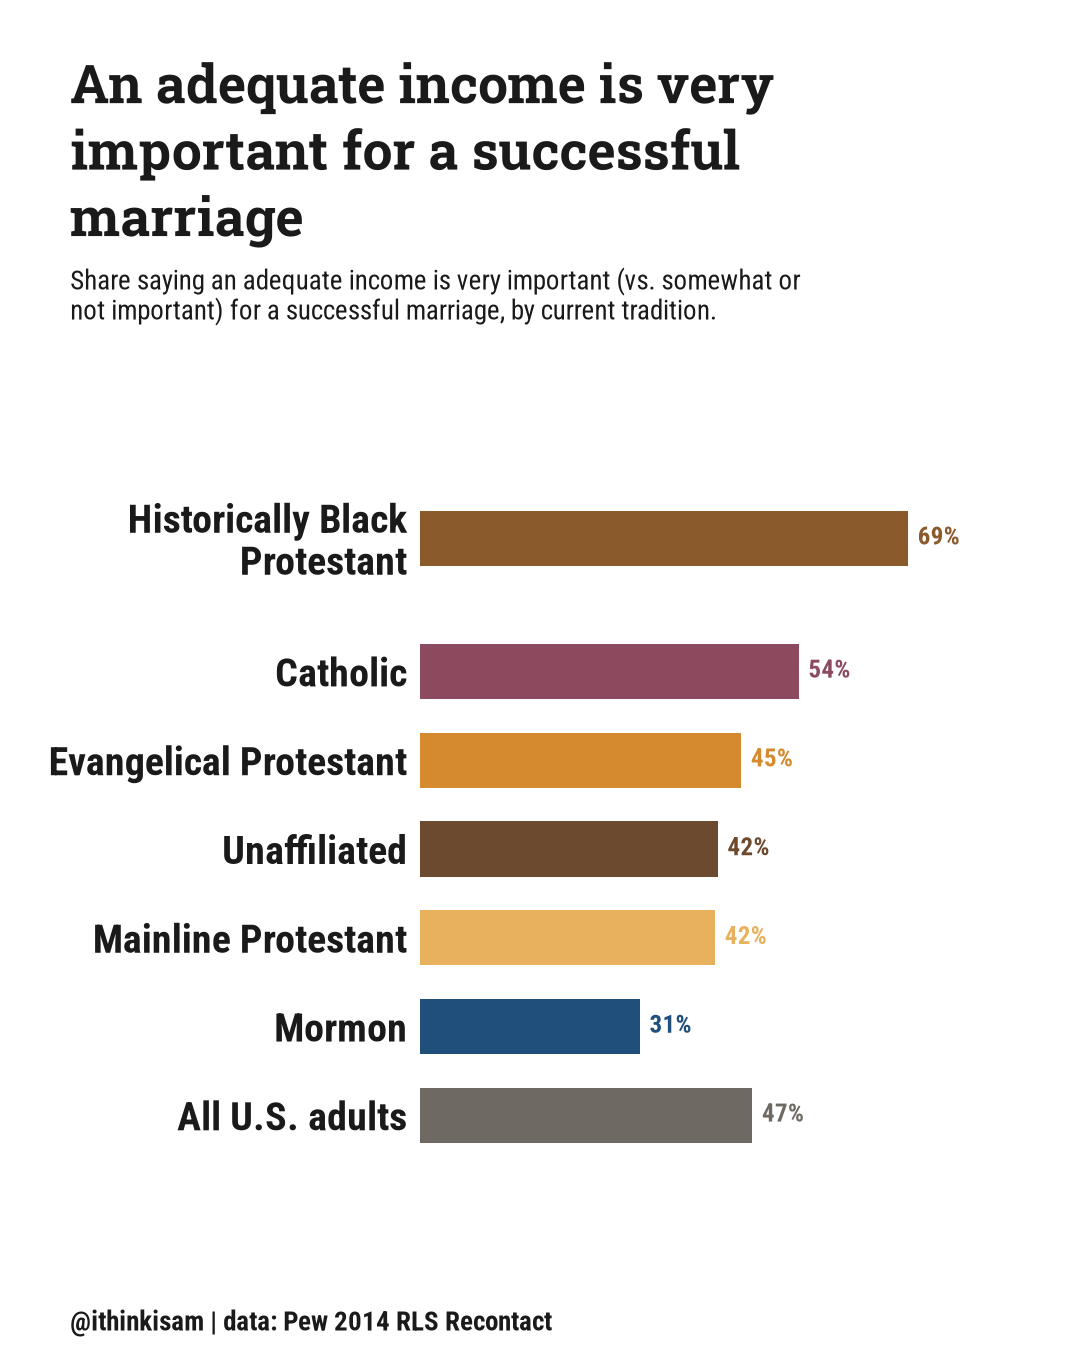 An adequate income is very
important for a successful
marriage
Share saying an adequate income is very important (vs. somewhat or
not important) for a successful marriage, by current tradition.
Historically Black
Protestant
69%
Catholic
54%
Evangelical Protestant
45%
Unaffiliated
42%
Mainline Protestant
42%
Mormon
31%
All U.S. adults
47%
@ithinkisam | data: Pew 2014 RLS Recontact